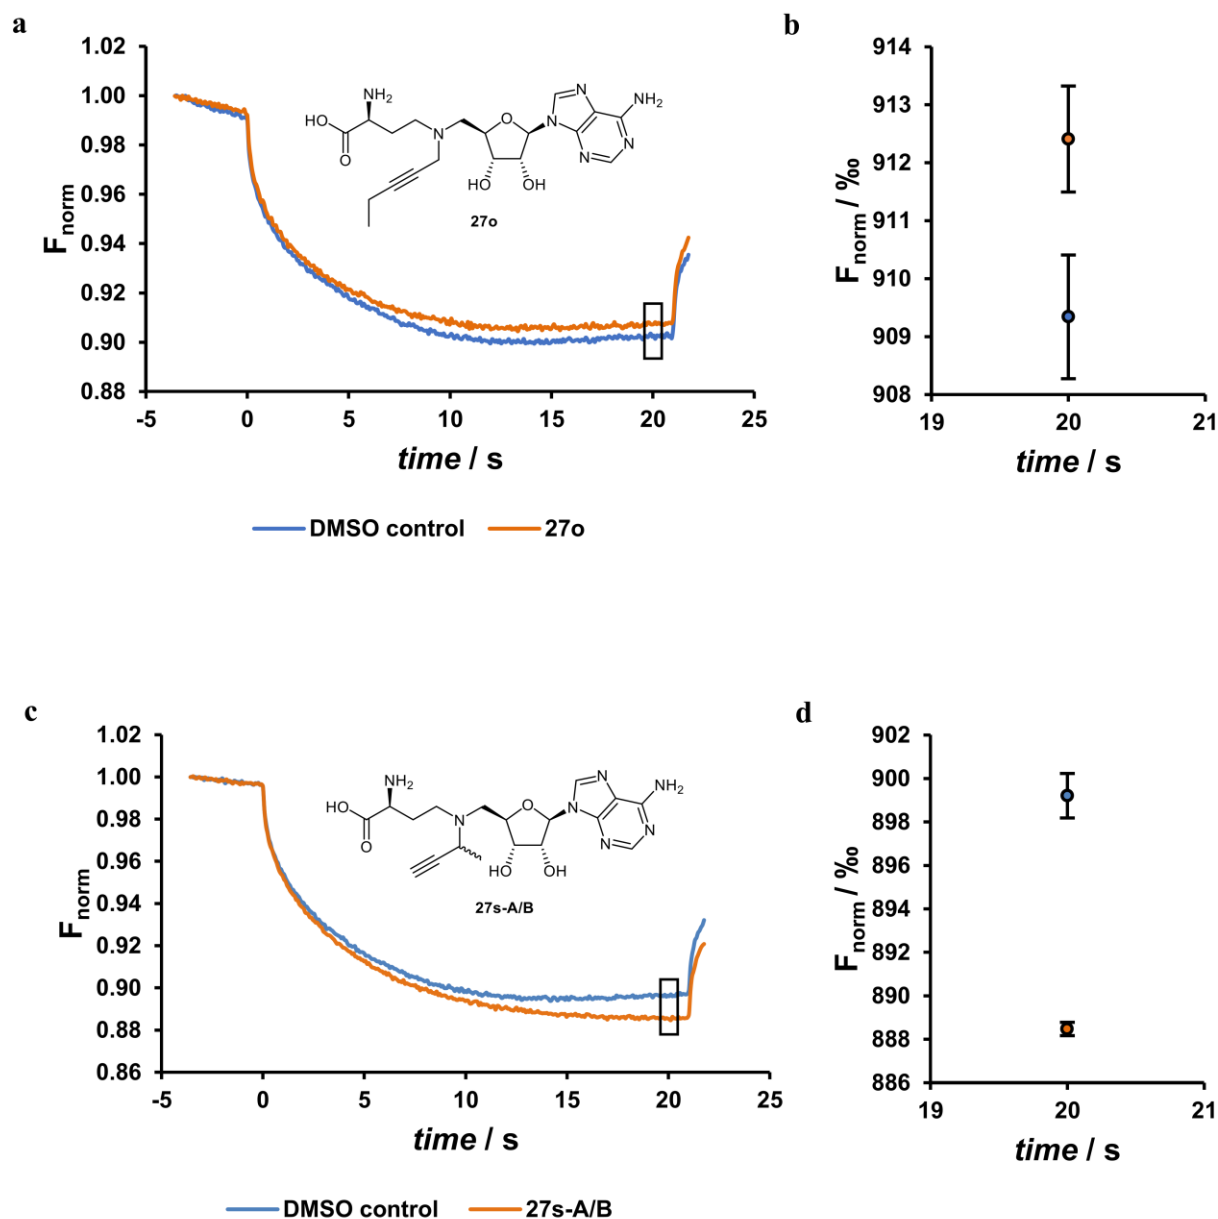 a
1.02
1.00
0.98
0.96
0.94
0.92
0.90
0.88
-5 0 5 10 15 20 25
Fnorm
time / s
NH2
HO
O
N
O
N
N
NH2
N
N
HO OH
27o
DMSO control 27o
b
914
913
912
911
910
909
908
19 20 21
Fnorm / ‰
time / s
c
1.02
1.00
0.98
0.96
0.94
0.92
0.90
0.88
0.86
-5 0 5 10 15 20 25
Fnorm
time / s
NH2
HO
O
N
O
N
N
NH2
N
N
HO OH
27s-A/B
DMSO control 27s-A/B
d
902
900
898
896
894
892
890
888
886
19 20 21
Fnorm / ‰
time / s